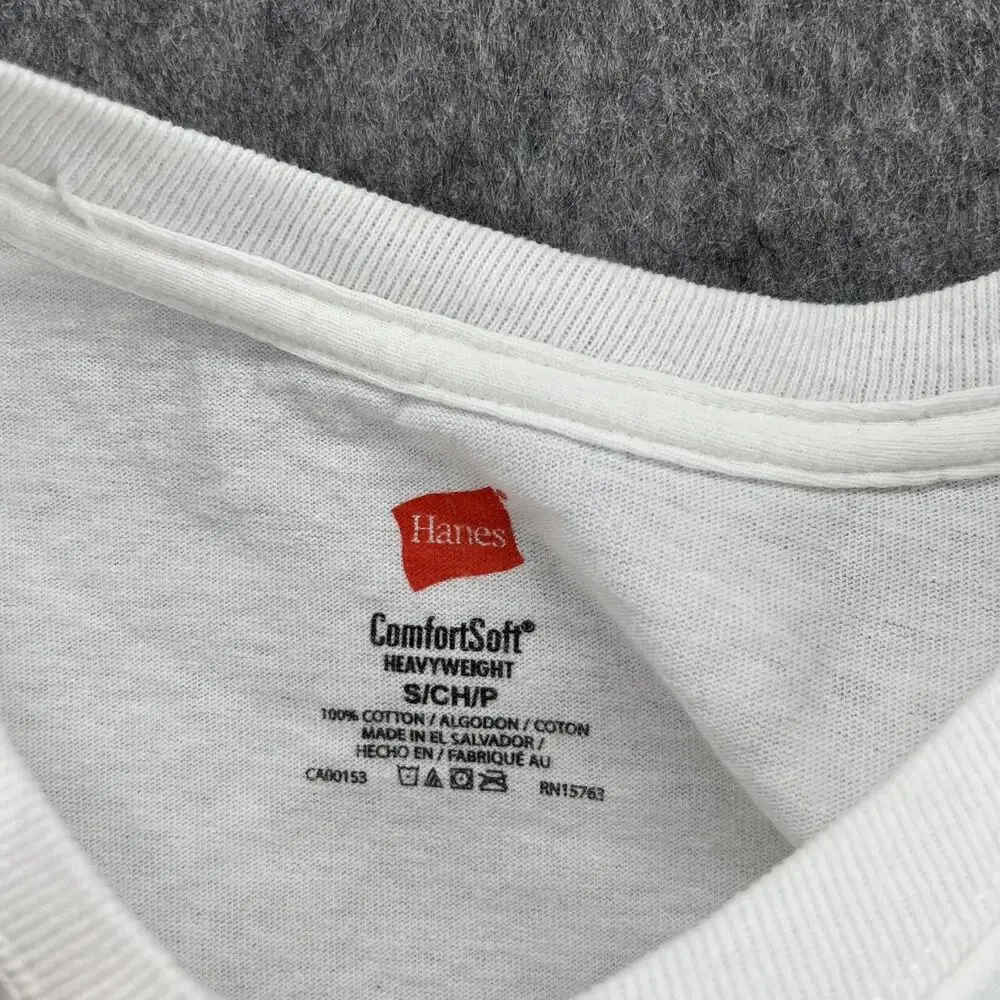 Hanes
ComfortSoft®
HEAVYWEIGHT
S/CH/P
100% COTTON / ALGODON / COTON
MADE IN EL SALVADOR /
HECHO EN / FABRIQUÉ AU
CA00153
RN15763